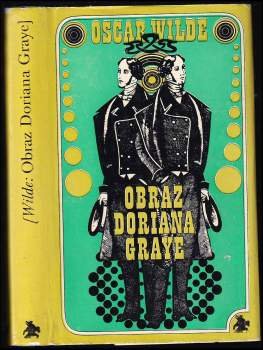 [Wilde: Obraz Doriana Graye]
OSCAR WILDE
OBRAZ
DORIANA
GRAYE